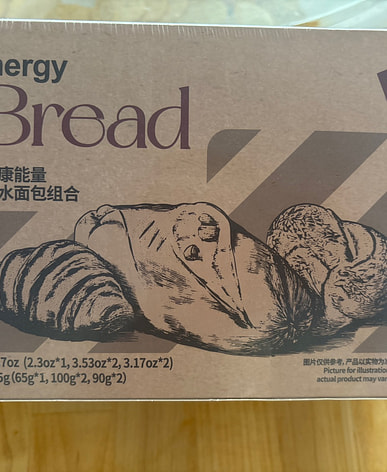 nergy
Bread
康能量
水面包组合
7oz (2.3oz*1, 3.53oz*2, 3.17oz*2)
5g (65g*1, 100g*2, 90g*2)
图片仅供参考,产品以实物为
Picture for illustration
actual product may vary